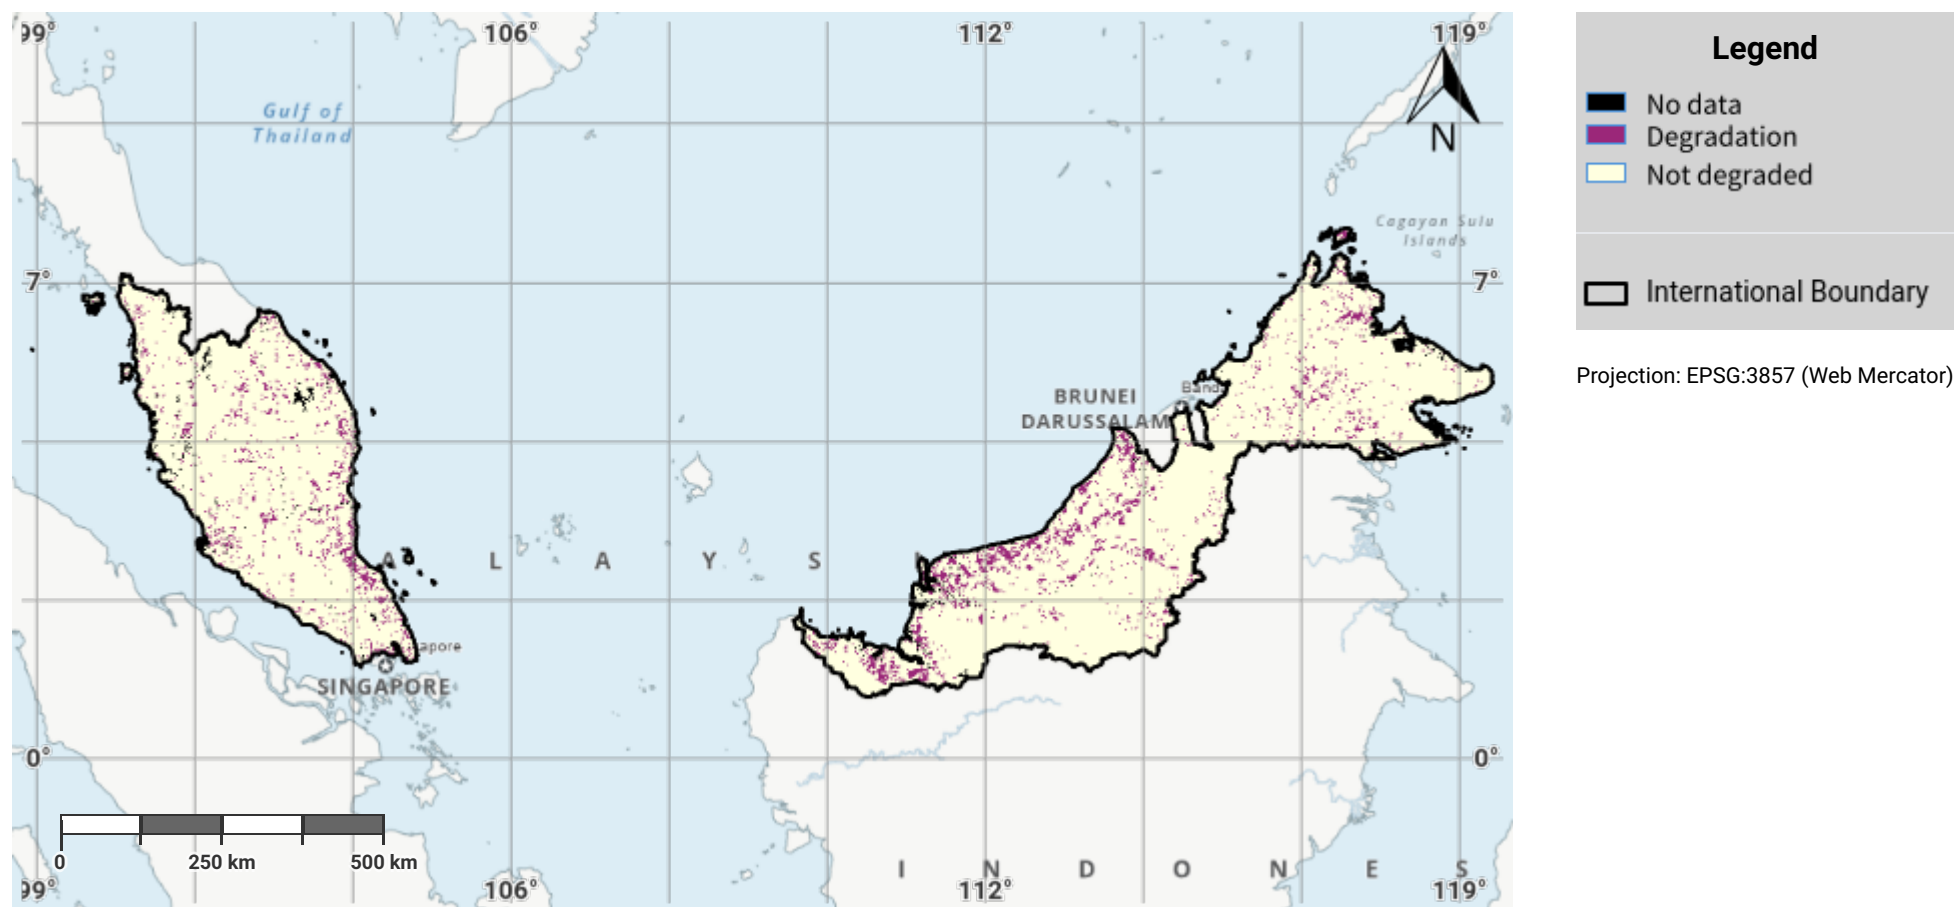 99°
106°
112°
119°
Gulf of
Thailand
N
Cagayan Sulu
Islands
7°
7°
BRUNEI
DARUSSALAM
Band
A L A Y S I
apore
SINGAPORE
0°
0°
0
250 km
500 km
I N D O N E S
99°
106°
112°
119°
Legend
No data
Degradation
Not degraded
International Boundary
Projection: EPSG:3857 (Web Mercator)